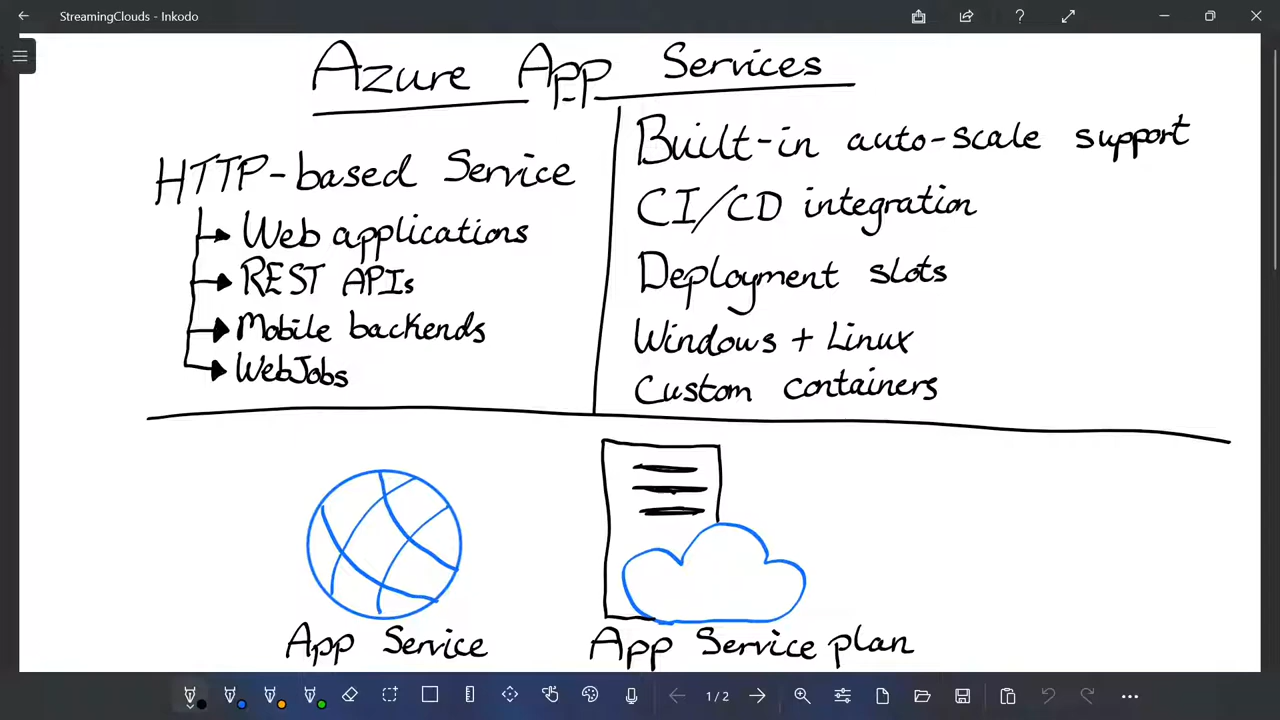 StreamingClouds - Inkodo
Azure App Services
HTTP-based Service
Web applications
REST APIs
Mobile backends
WebJobs
Built-in auto-scale support
CI/CD integration
Deployment slots
Windows + Linux
Custom containers
App Service
App Service plan
1/2